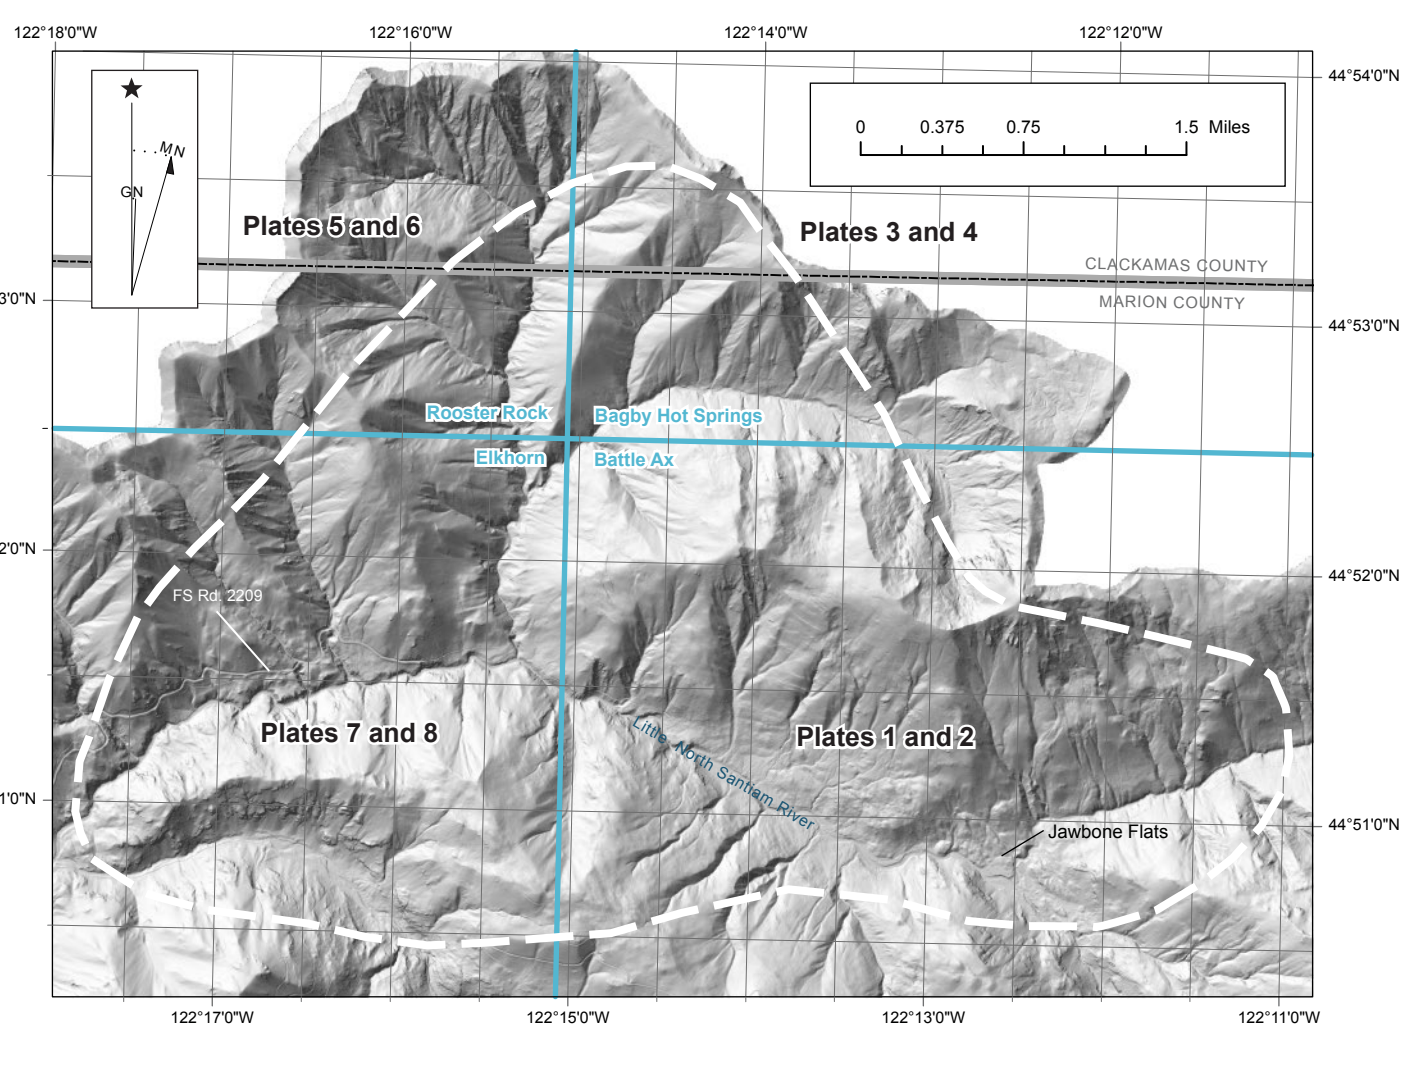 122°18'0"W
122°16'0"W
122°14'0"W
122°12'0"W
44°54'0"N
MN
GN
0 0.375 0.75 1.5 Miles
Plates 5 and 6
Plates 3 and 4
CLACKAMAS COUNTY
MARION COUNTY
3'0"N
44°53'0"N
Rooster Rock
Bagby Hot Springs
Elkhorn
Battle Ax
2'0"N
44°52'0"N
FS Rd. 2209
Plates 7 and 8
Little North Santiam River
Plates 1 and 2
1'0"N
44°51'0"N
Jawbone Flats
122°17'0"W
122°15'0"W
122°13'0"W
122°11'0"W